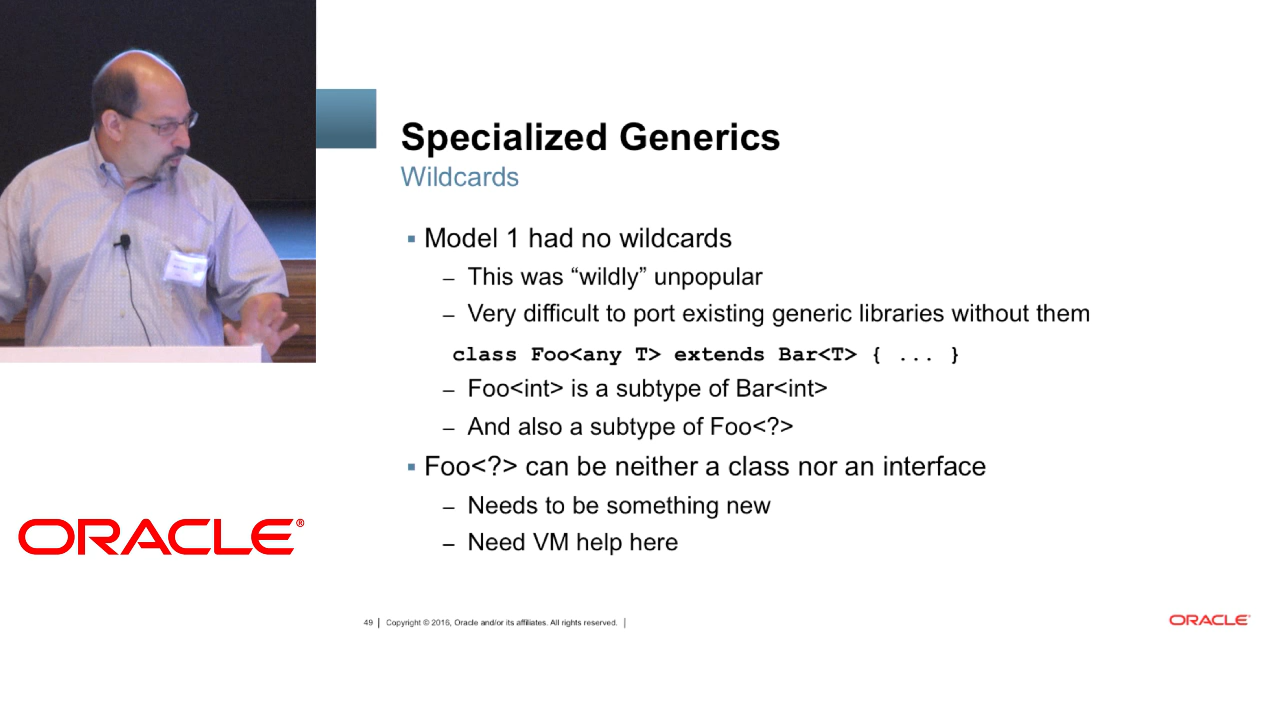 Specialized Generics
Wildcards
▪ Model 1 had no wildcards
– This was “wildly” unpopular
– Very difficult to port existing generic libraries without them
class Foo<any T> extends Bar<T> { ... }
– Foo<int> is a subtype of Bar<int>
– And also a subtype of Foo<?>
▪ Foo<?> can be neither a class nor an interface
– Needs to be something new
– Need VM help here
ORACLE®
49 | Copyright © 2016, Oracle and/or its affiliates. All rights reserved. |
ORACLE®